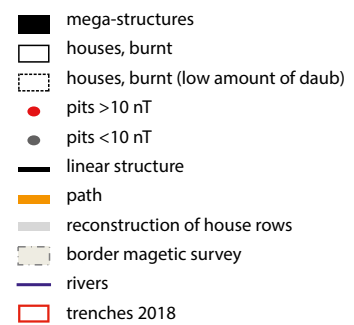 mega-structures
houses, burnt
houses, burnt (low amount of daub)
pits >10 nT
pits <10 nT
linear structure
path
reconstruction of house rows
border magetic survey
rivers
trenches 2018